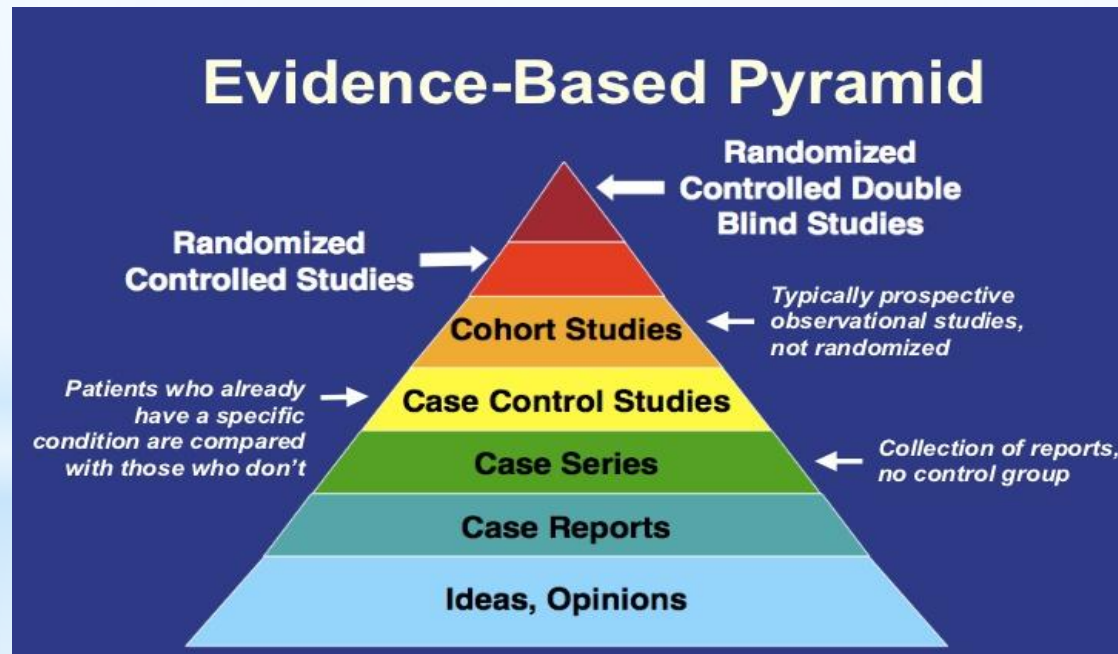 Evidence-Based Pyramid
Randomized
Controlled Double
Blind Studies
Randomized
Controlled Studies
Cohort Studies
Typically prospective
observational studies,
not randomized
Patients who already
have a specific
condition are compared
with those who don't
Case Control Studies
Case Series
Collection of reports,
no control group
Case Reports
Ideas, Opinions